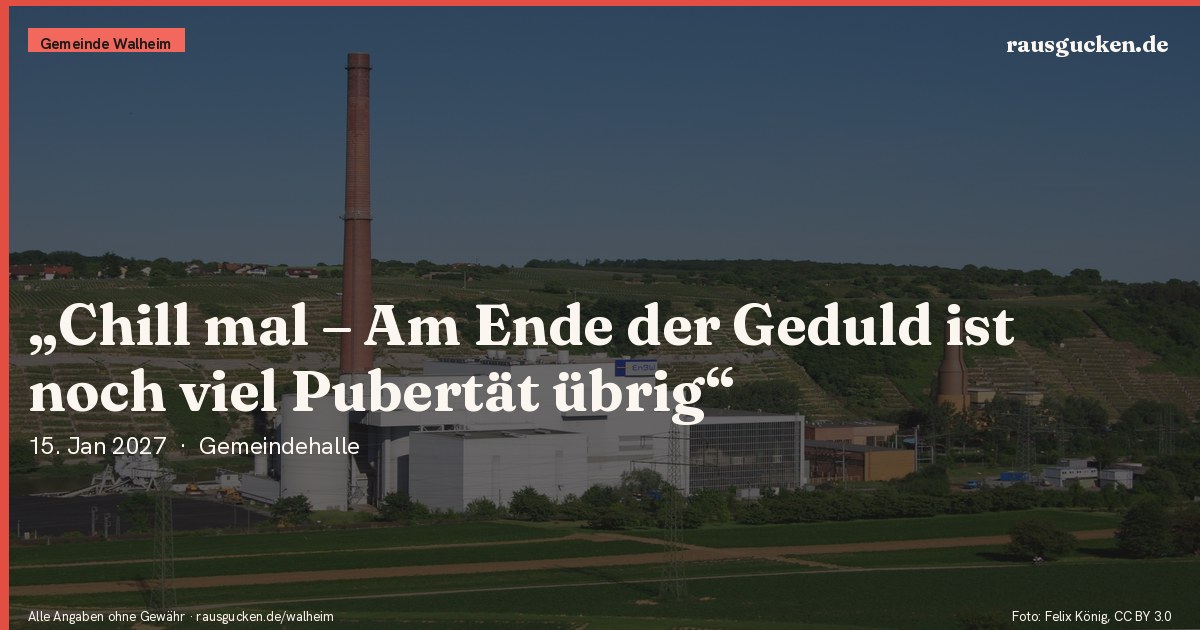 Gemeinde Walheim
rausgucken.de
„Chill mal – Am Ende der Geduld ist
noch viel Pubertät übrig“
EnBW
15. Jan 2027 · Gemeindehalle
Alle Angaben ohne Gewähr · rausgucken.de/walheim
Foto: Felix König, CC BY 3.0